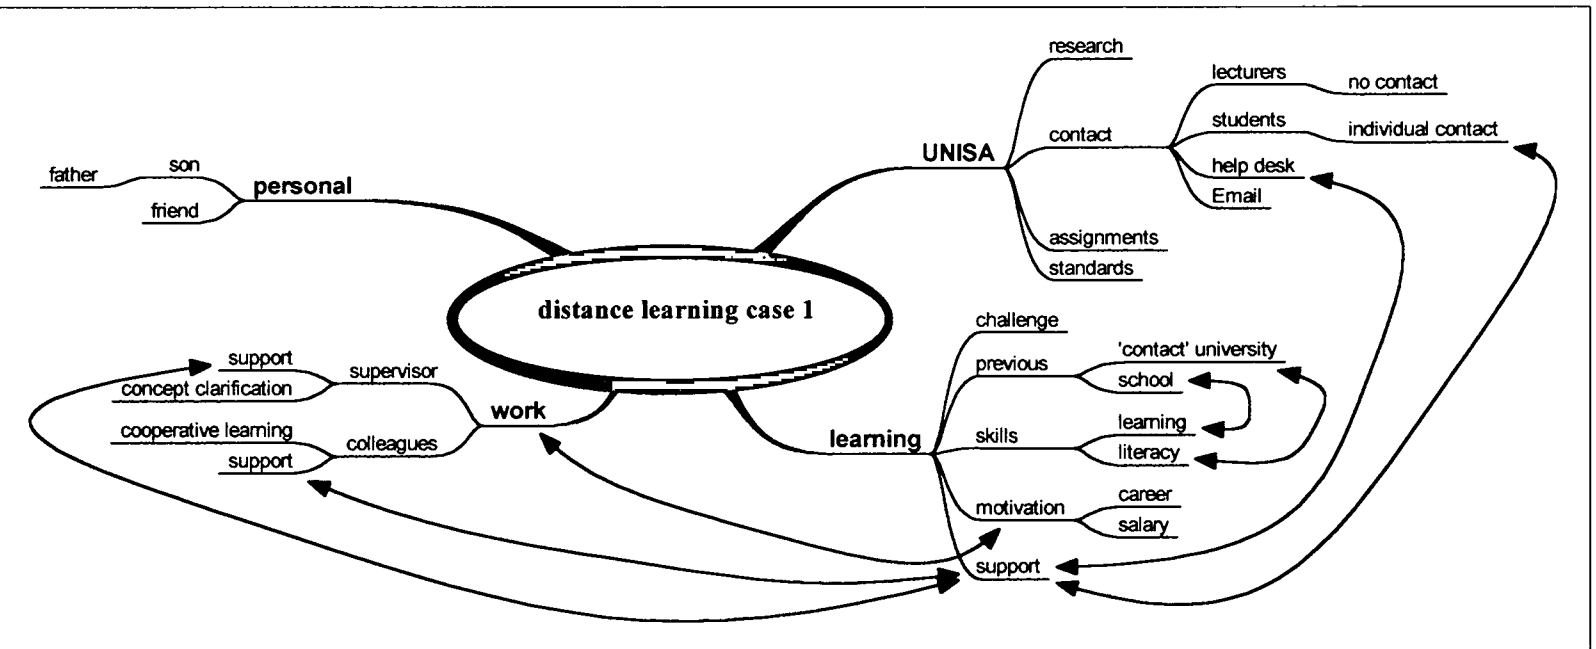 research
lecturers
no contact
contact
students
individual contact
UNISA
help desk
Email
assignments
standards
father
son
personal
friend
distance learning case 1
support
concept clarification
supervisor
work
cooperative learning
colleagues
support
learning
challenge
previous
'contact' university
school
skills
learning
literacy
motivation
career
salary
support